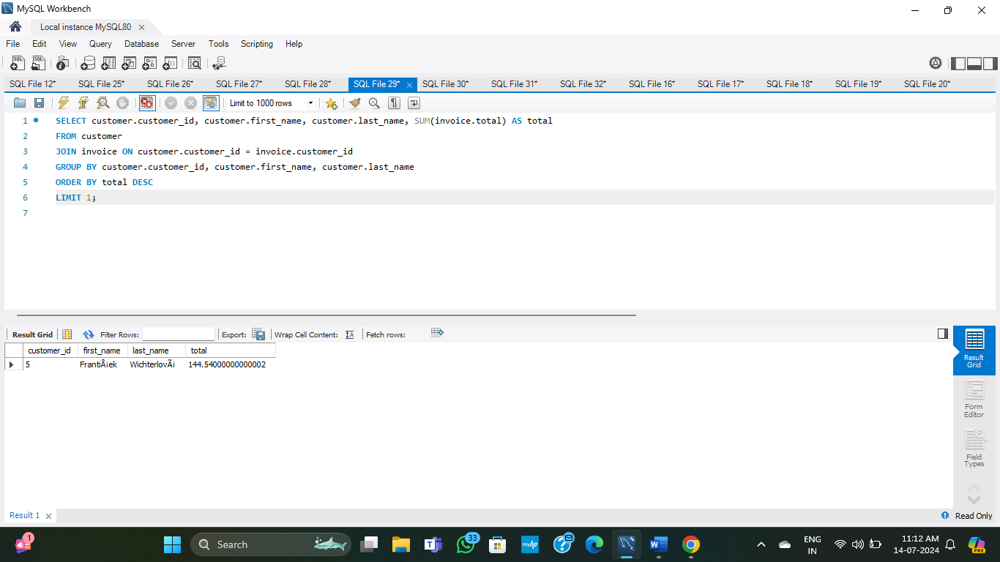 MySQL Workbench
Local instance MySQL80
File Edit View Query Database Server Tools Scripting Help
SQL File 12* SQL File 25* SQL File 26* SQL File 27* SQL File 28* SQL File 29* SQL File 30* SQL File 31* SQL File 32* SQL File 16* SQL File 17* SQL File 18* SQL File 19* SQL File 20*
Limit to 1000 rows
1 SELECT customer.customer_id, customer.first_name, customer.last_name, SUM(invoice.total) AS total
2 FROM customer
3 JOIN invoice ON customer.customer_id = invoice.customer_id
4 GROUP BY customer.customer_id, customer.first_name, customer.last_name
5 ORDER BY total DESC
6 LIMIT 1;
7
Result Grid Filter Rows: Export: Wrap Cell Content: Fetch rows:
customer_id first_name last_name total
5 FrantiÅ¡ek WichterlovÃ¡ 144.54000000000002
Result
Grid
Form
Editor
Field
Types
Result 1
Read Only
1
Search
33
myhp
ENG
IN
11:12 AM
14-07-2024
PRE